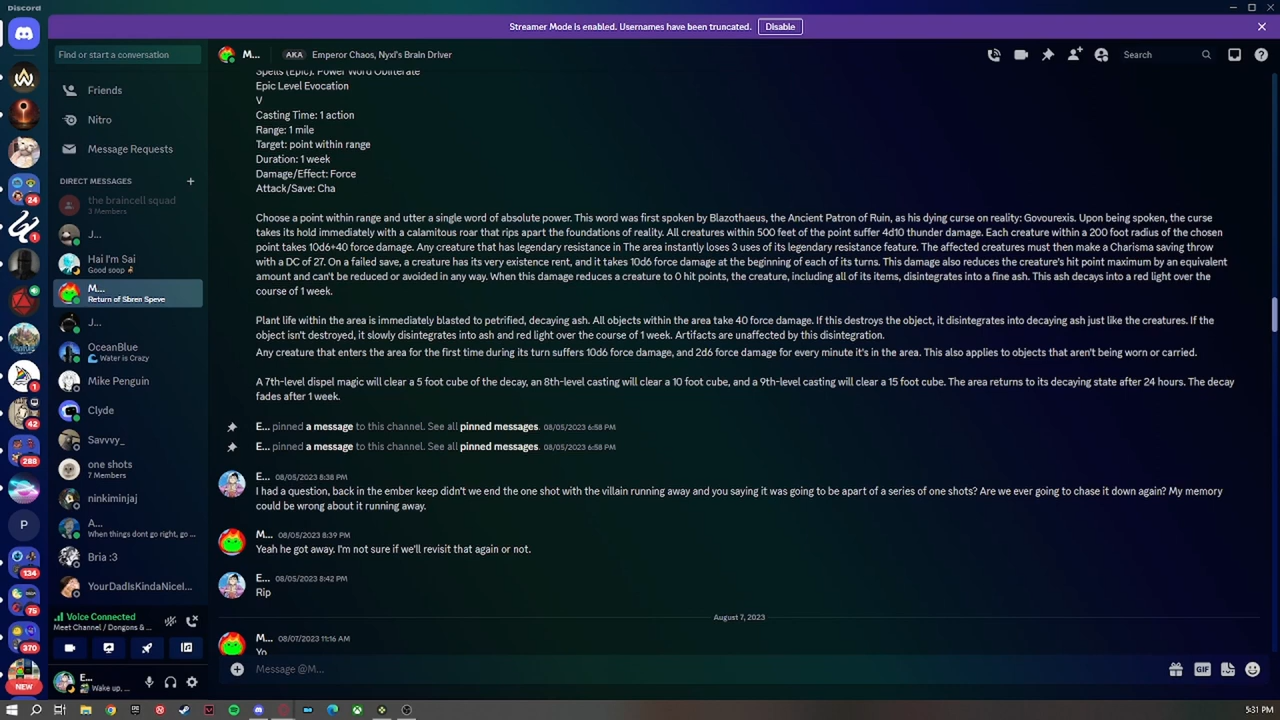 Discord
Streamer Mode is enabled. Usernames have been truncated.
Disable
Find or start a conversation
M...
AKA
Emperor Chaos, Nyxi's Brain Driver
Search
Friends
Nitro
Message Requests
DIRECT MESSAGES
the braincell squad
3 Members
J...
Hai I'm Sai
Good soop
M...
Return of Sbren Speve
J...
OceanBlue
Water is Crazy
Mike Penguin
Clyde
Savvvy_
one shots
7 Members
ninkiminjaj
A...
When things dont go right, go ...
Bria :3
YourDadIsKindaNiceI...
Voice Connected
Meet Channel / Dongons & ...
E...
Wake up, ...
24
1
1
42
288
P
134
75
370
NEW
Spells (Epic): Power Word Obliterate
Epic Level Evocation
V
Casting Time: 1 action
Range: 1 mile
Target: point within range
Duration: 1 week
Damage/Effect: Force
Attack/Save: Cha
Choose a point within range and utter a single word of absolute power. This word was first spoken by Blazothaeus, the Ancient Patron of Ruin, as his dying curse on reality: Govourexis. Upon being spoken, the curse
takes its hold immediately with a calamitous roar that rips apart the foundations of reality. All creatures within 500 feet of the point suffer 4d10 thunder damage. Each creature within a 200 foot radius of the chosen
point takes 10d6+40 force damage. Any creature that has legendary resistance in The area instantly loses 3 uses of its legendary resistance feature. The affected creatures must then make a Charisma saving throw
with a DC of 27. On a failed save, a creature has its very existence rent, and it takes 10d6 force damage at the beginning of each of its turns. This damage also reduces the creature's hit point maximum by an equivalent
amount and can't be reduced or avoided in any way. When this damage reduces a creature to 0 hit points, the creature, including all of its items, disintegrates into a fine ash. This ash decays into a red light over the
course of 1 week.
Plant life within the area is immediately blasted to petrified, decaying ash. All objects within the area take 40 force damage. If this destroys the object, it disintegrates into decaying ash just like the creatures. If the
object isn't destroyed, it slowly disintegrates into ash and red light over the course of 1 week. Artifacts are unaffected by this disintegration.
Any creature that enters the area for the first time during its turn suffers 10d6 force damage, and 2d6 force damage for every minute it's in the area. This also applies to objects that aren't being worn or carried.
A 7th-level dispel magic will clear a 5 foot cube of the decay, an 8th-level casting will clear a 10 foot cube, and a 9th-level casting will clear a 15 foot cube. The area returns to its decaying state after 24 hours. The decay
fades after 1 week.
E... pinned a message to this channel. See all pinned messages. 08/05/2023 6:58 PM
E... pinned a message to this channel. See all pinned messages. 08/05/2023 6:58 PM
E... 08/05/2023 8:38 PM
I had a question, back in the ember keep didn't we end the one shot with the villain running away and you saying it was going to be apart of a series of one shots? Are we ever going to chase it down again? My memory
could be wrong about it running away.
M... 08/05/2023 8:39 PM
Yeah he got away. I'm not sure if we'll revisit that again or not.
E... 08/05/2023 8:42 PM
Rip
August 7, 2023
M... 08/07/2023 11:16 AM
Yo
Message @M...
GIF
5:31 PM